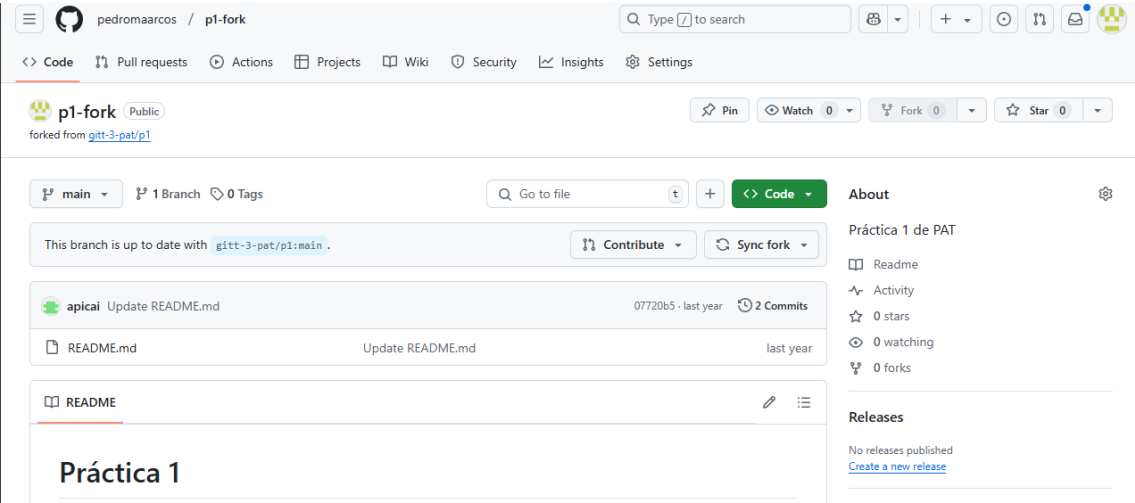 pedromaarcos / p1-fork
Type / to search
Code Pull requests Actions Projects Wiki Security Insights Settings
p1-fork Public
Pin Watch 0 Fork 0 Star 0
forked from gitt-3-pat/p1
main 1 Branch 0 Tags
Go to file t
Code
This branch is up to date with gitt-3-pat/p1:main .
Contribute Sync fork
apicai Update README.md 07720b5 · last year 2 Commits
README.md Update README.md last year
README
Práctica 1
About
Práctica 1 de PAT
Readme
Activity
0 stars
0 watching
0 forks
Releases
No releases published
Create a new release